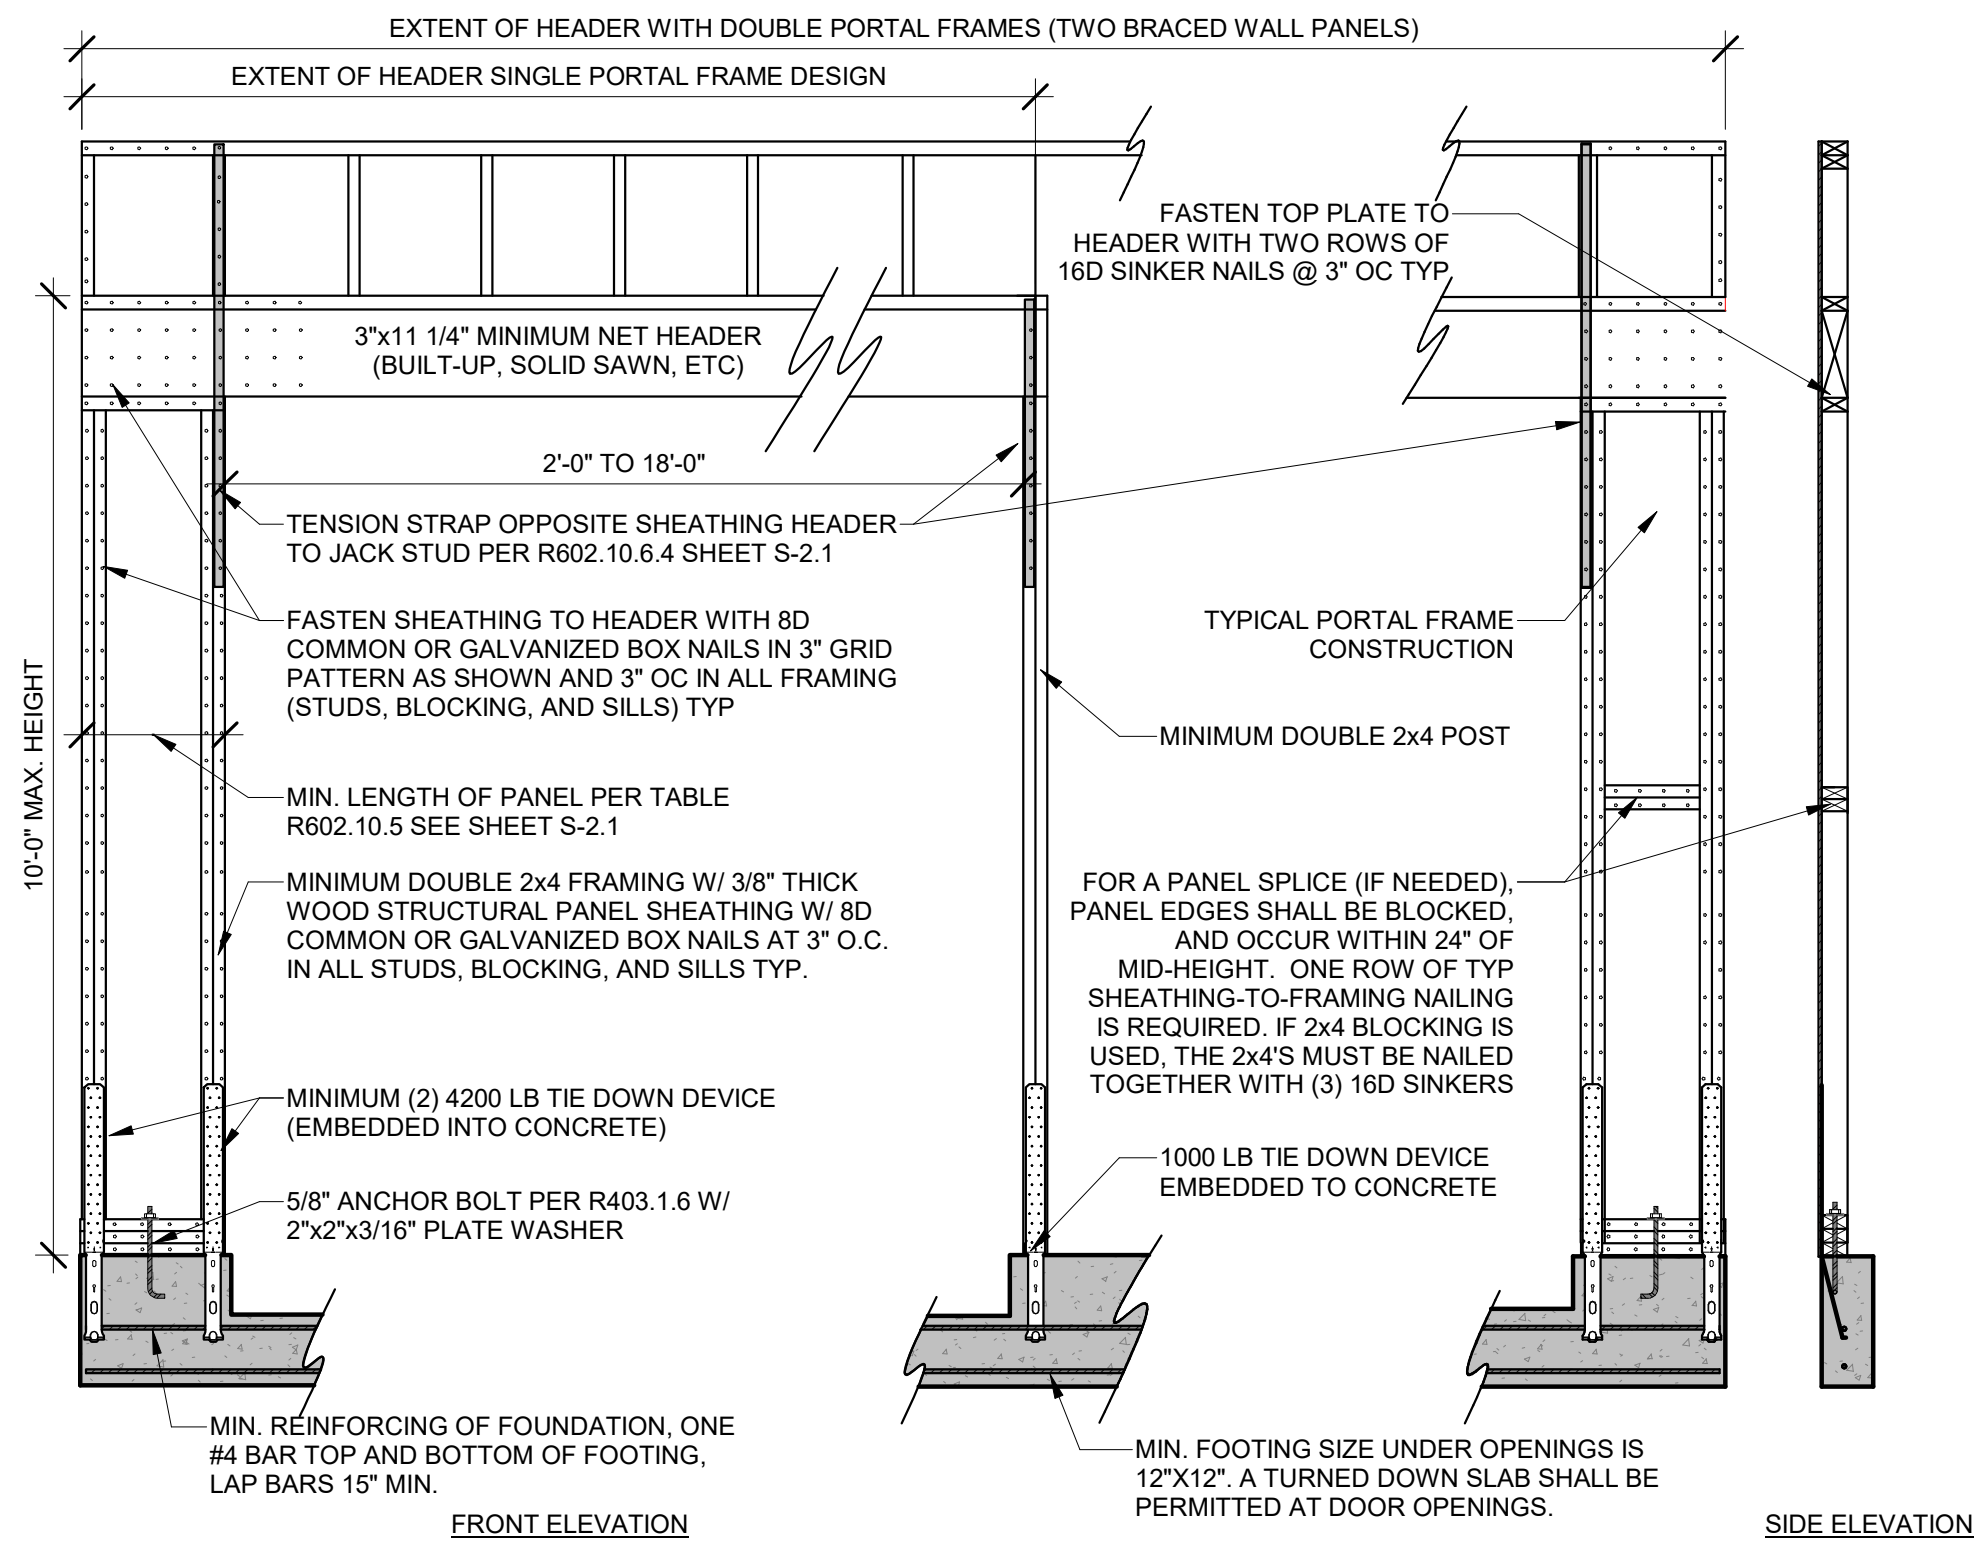 EXTENT OF HEADER WITH DOUBLE PORTAL FRAMES (TWO BRACED WALL PANELS)
EXTENT OF HEADER SINGLE PORTAL FRAME DESIGN
FASTEN TOP PLATE TO
HEADER WITH TWO ROWS OF
16D SINKER NAILS @ 3" OC TYP
3"x11 1/4" MINIMUM NET HEADER
(BUILT-UP, SOLID SAWN, ETC)
2'-0" TO 18'-0"
TENSION STRAP OPPOSITE SHEATHING HEADER
TO JACK STUD PER R602.10.6.4 SHEET S-2.1
FASTEN SHEATHING TO HEADER WITH 8D
COMMON OR GALVANIZED BOX NAILS IN 3" GRID
PATTERN AS SHOWN AND 3" OC IN ALL FRAMING
(STUDS, BLOCKING, AND SILLS) TYP
TYPICAL PORTAL FRAME
CONSTRUCTION
10'-0" MAX. HEIGHT
MINIMUM DOUBLE 2x4 POST
MIN. LENGTH OF PANEL PER TABLE
R602.10.5 SEE SHEET S-2.1
MINIMUM DOUBLE 2x4 FRAMING W/ 3/8" THICK
WOOD STRUCTURAL PANEL SHEATHING W/ 8D
COMMON OR GALVANIZED BOX NAILS AT 3" O.C.
IN ALL STUDS, BLOCKING, AND SILLS TYP.
FOR A PANEL SPLICE (IF NEEDED),
PANEL EDGES SHALL BE BLOCKED,
AND OCCUR WITHIN 24" OF
MID-HEIGHT. ONE ROW OF TYP
SHEATHING-TO-FRAMING NAILING
IS REQUIRED. IF 2x4 BLOCKING IS
USED, THE 2x4'S MUST BE NAILED
TOGETHER WITH (3) 16D SINKERS
MINIMUM (2) 4200 LB TIE DOWN DEVICE
(EMBEDDED INTO CONCRETE)
1000 LB TIE DOWN DEVICE
EMBEDDED TO CONCRETE
5/8" ANCHOR BOLT PER R403.1.6 W/
2"x2"x3/16" PLATE WASHER
MIN. REINFORCING OF FOUNDATION, ONE
#4 BAR TOP AND BOTTOM OF FOOTING,
LAP BARS 15" MIN.
MIN. FOOTING SIZE UNDER OPENINGS IS
12"X12". A TURNED DOWN SLAB SHALL BE
PERMITTED AT DOOR OPENINGS.
FRONT ELEVATION
SIDE ELEVATION